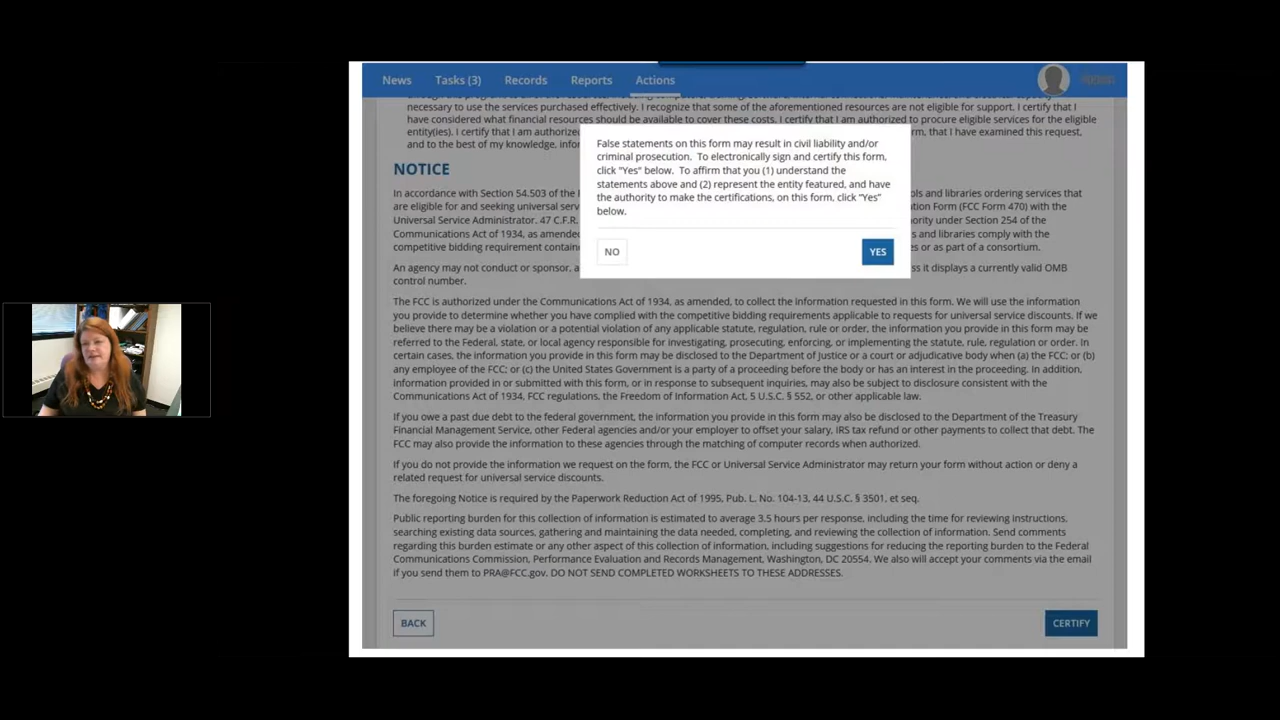 News Tasks (3) Records Reports Actions
necessary to use the services purchased effectively. I recognize that some of the aforementioned resources are not eligible for support. I certify that I
have considered what financial resources should be available to cover these costs. I certify that I am authorized to procure eligible services for the eligible
entity(ies). I certify that I am authorized rm, that I have examined this request,
and to the best of my knowledge, infor
False statements on this form may result in civil liability and/or
criminal prosecution. To electronically sign and certify this form,
click "Yes" below. To affirm that you (1) understand the
statements above and (2) represent the entity featured, and have
the authority to make the certifications, on this form, click "Yes"
below.
NO YES
NOTICE
In accordance with Section 54.503 of the ols and libraries ordering services that
are eligible for and seeking universal serv ation Form (FCC Form 470) with the
Universal Service Administrator. 47 C.F.R. ority under Section 254 of the
Communications Act of 1934, as amended s and libraries comply with the
competitive bidding requirement contain es or as part of a consortium.
An agency may not conduct or sponsor, a ss it displays a currently valid OMB
control number.
The FCC is authorized under the Communications Act of 1934, as amended, to collect the information requested in this form. We will use the information
you provide to determine whether you have complied with the competitive bidding requirements applicable to requests for universal service discounts. If we
believe there may be a violation or a potential violation of any applicable statute, regulation, rule or order, the information you provide in this form may be
referred to the Federal, state, or local agency responsible for investigating, prosecuting, enforcing, or implementing the statute, rule, regulation or order. In
certain cases, the information you provide in this form may be disclosed to the Department of Justice or a court or adjudicative body when (a) the FCC; or (b)
any employee of the FCC; or (c) the United States Government is a party of a proceeding before the body or has an interest in the proceeding. In addition,
information provided in or submitted with this form, or in response to subsequent inquiries, may also be subject to disclosure consistent with the
Communications Act of 1934, FCC regulations, the Freedom of Information Act, 5 U.S.C. § 552, or other applicable law.
If you owe a past due debt to the federal government, the information you provide in this form may also be disclosed to the Department of the Treasury
Financial Management Service, other Federal agencies and/or your employer to offset your salary, IRS tax refund or other payments to collect that debt. The
FCC may also provide the information to these agencies through the matching of computer records when authorized.
If you do not provide the information we request on the form, the FCC or Universal Service Administrator may return your form without action or deny a
related request for universal service discounts.
The foregoing Notice is required by the Paperwork Reduction Act of 1995, Pub. L. No. 104-13, 44 U.S.C. § 3501, et seq.
Public reporting burden for this collection of information is estimated to average 3.5 hours per response, including the time for reviewing instructions,
searching existing data sources, gathering and maintaining the data needed, completing, and reviewing the collection of information. Send comments
regarding this burden estimate or any other aspect of this collection of information, including suggestions for reducing the reporting burden to the Federal
Communications Commission, Performance Evaluation and Records Management, Washington, DC 20554. We also will accept your comments via the email
if you send them to PRA@FCC.gov. DO NOT SEND COMPLETED WORKSHEETS TO THESE ADDRESSES.
BACK CERTIFY